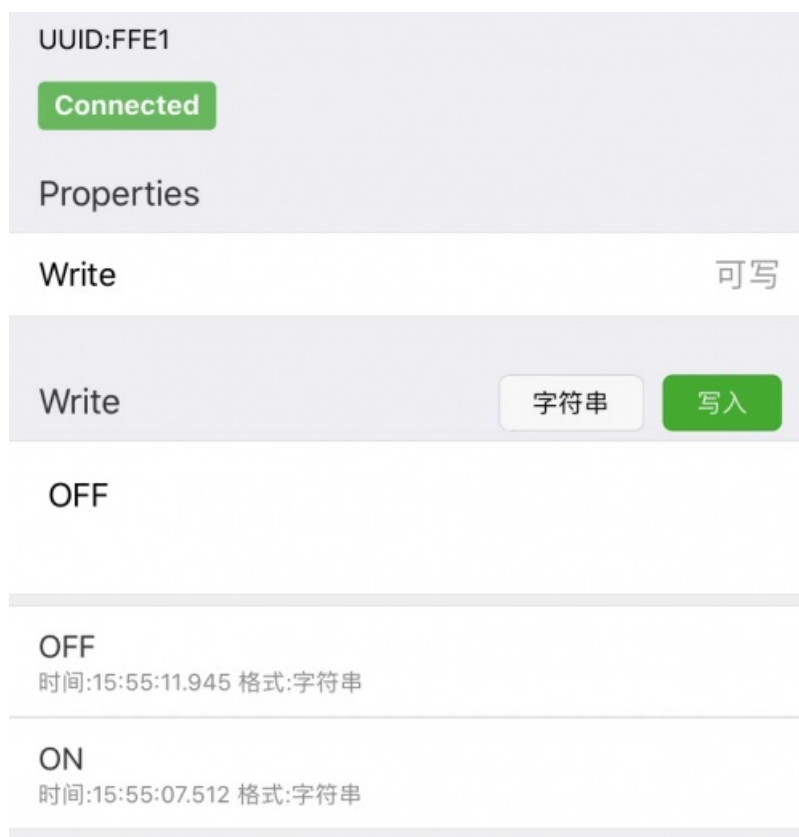 UUID:FFE1
Connected
Properties
Write 可写
Write 字符串 写入
OFF
OFF
时间:15:55:11.945 格式:字符串
ON
时间:15:55:07.512 格式:字符串